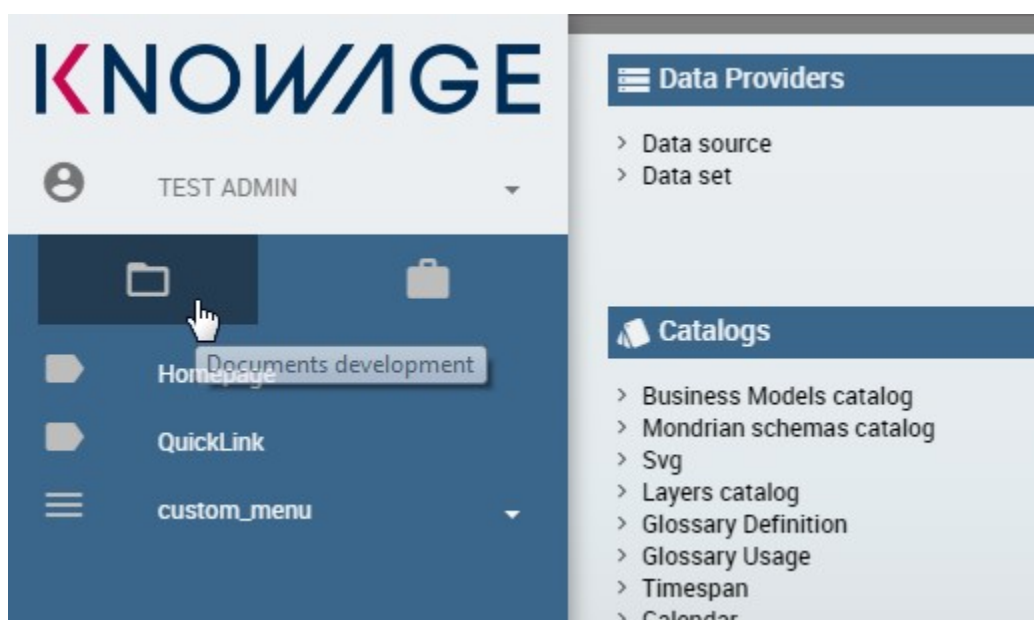 KNOWAGE
TEST ADMIN
Documents development
Homepage
QuickLink
custom_menu
Data Providers
> Data source
> Data set
Catalogs
> Business Models catalog
> Mondrian schemas catalog
> Svg
> Layers catalog
> Glossary Definition
> Glossary Usage
> Timespan
> Calendar